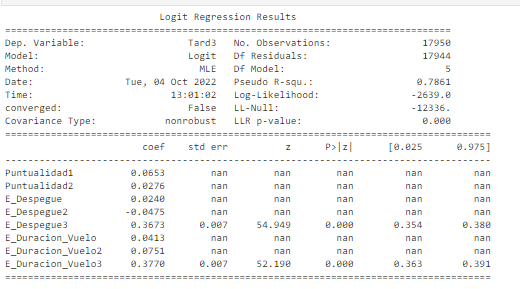 Logit Regression Results
==============================================================================
Dep. Variable:                  Tard3   No. Observations:                17950
Model:                          Logit   Df Residuals:                    17944
Method:                           MLE   Df Model:                            5
Date:                Tue, 04 Oct 2022   Pseudo R-squ.:                  0.7861
Time:                        13:01:02   Log-Likelihood:                -2639.0
converged:                      False   LL-Null:                       -12336.
Covariance Type:            nonrobust   LLR p-value:                     0.000
==============================================================================
coef    std err          z      P>|z|      [0.025      0.975]
------------------------------------------------------------------------------
Puntualidad1         0.0653        nan        nan        nan        nan        nan
Puntualidad2         0.0276        nan        nan        nan        nan        nan
E_Despegue           0.0240        nan        nan        nan        nan        nan
E_Despegue2         -0.0475        nan        nan        nan        nan        nan
E_Despegue3          0.3673      0.007     54.949      0.000      0.354      0.380
E_Duracion_Vuelo     0.0413        nan        nan        nan        nan        nan
E_Duracion_Vuelo2    0.0751        nan        nan        nan        nan        nan
E_Duracion_Vuelo3    0.3770      0.007     52.190      0.000      0.363      0.391
==============================================================================